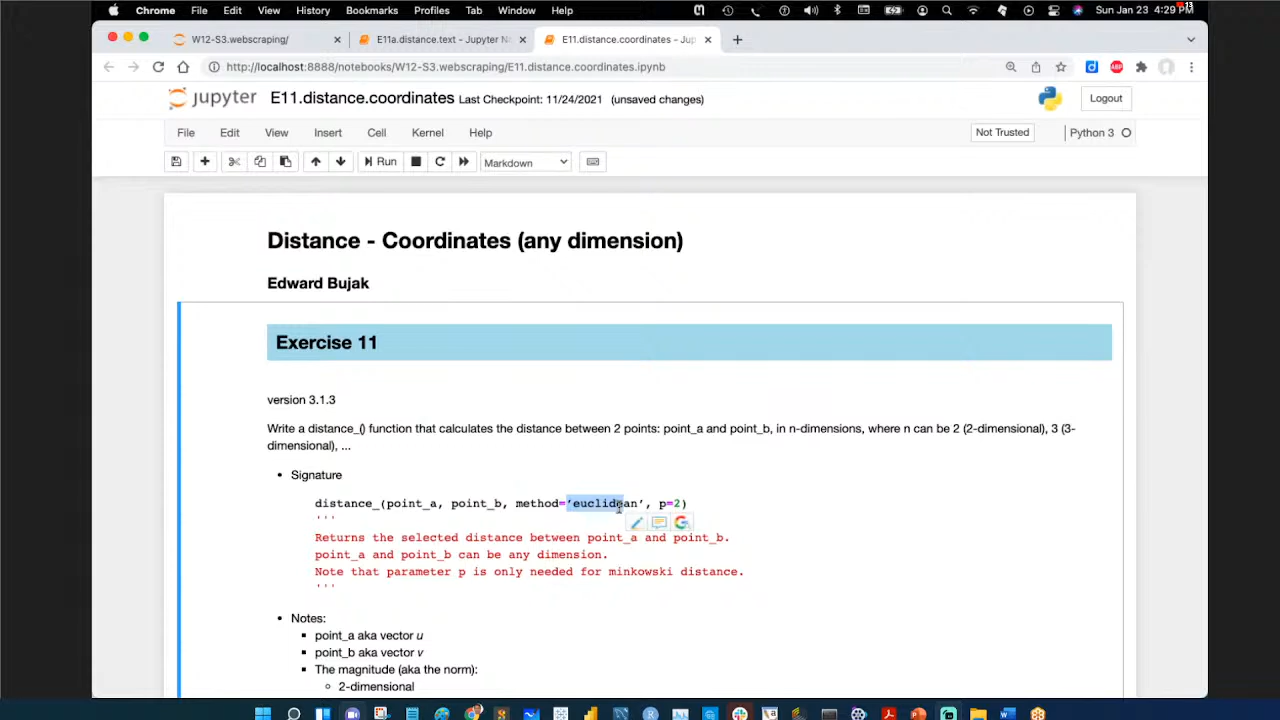 Chrome File Edit View History Bookmarks Profiles Tab Window Help Sun Jan 23 4:29 PM
W12-S3.webscraping/ E11a.distance.text - Jupyter No E11.distance.coordinates - Jup
http://localhost:8888/notebooks/W12-S3.webscraping/E11.distance.coordinates.ipynb
jupyter E11.distance.coordinates Last Checkpoint: 11/24/2021 (unsaved changes) Logout
File Edit View Insert Cell Kernel Help Not Trusted Python 3
Run Markdown
Distance - Coordinates (any dimension)
Edward Bujak
Exercise 11
version 3.1.3
Write a distance_() function that calculates the distance between 2 points: point_a and point_b, in n-dimensions, where n can be 2 (2-dimensional), 3 (3-
dimensional), ...
• Signature
distance_(point_a, point_b, method=’euclidean’, p=2)
'''
Returns the selected distance between point_a and point_b.
point_a and point_b can be any dimension.
Note that parameter p is only needed for minkowski distance.
'''
• Notes:
▪ point_a aka vector u
▪ point_b aka vector v
▪ The magnitude (aka the norm):
◦ 2-dimensional